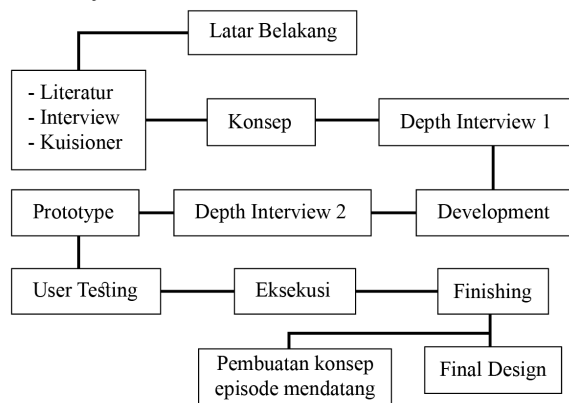 Latar Belakang
- Literatur
- Interview
- Kuisioner
Konsep
Depth Interview 1
Prototype
Depth Interview 2
Development
User Testing
Eksekusi
Finishing
Pembuatan konsep
episode mendatang
Final Design